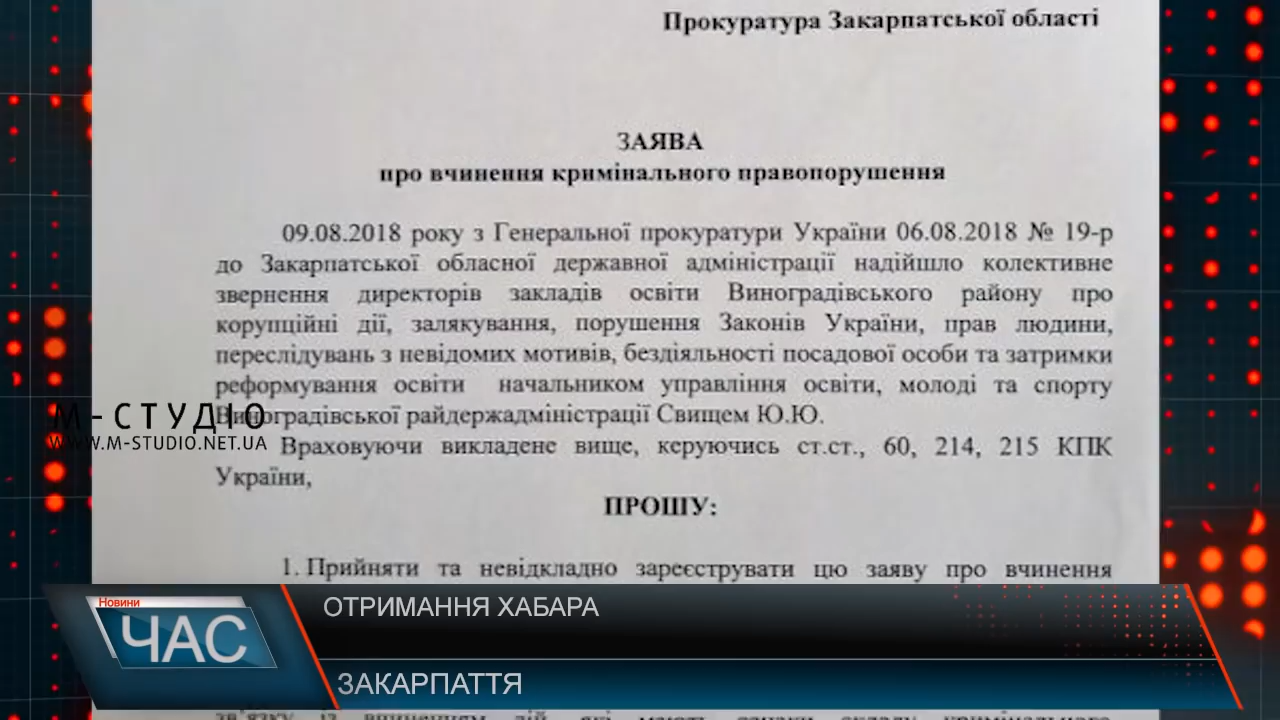 Прокуратура Закарпатської області
ЗАЯВА
про вчинення кримінального правопорушення
09.08.2018 року з Генеральної прокуратури України 06.08.2018 № 19-р
до Закарпатської обласної державної адміністрації надійшло колективне
звернення директорів закладів освіти Виноградівського району про
корупційні дії, залякування, порушення Законів України, прав людини,
переслідувань з невідомих мотивів, бездіяльності посадової особи та затримки
реформування освіти начальником управління освіти, молоді та спорту
Виноградівської райдержадміністрації Свищем Ю.Ю.
М-СТУДІО
WWW.M-STUDIO.NET.UA
Враховуючи викладене вище, керуючись ст.ст., 60, 214, 215 КПК
України,
ПРОШУ:
1. Прийняти та невідкладно зареєструвати цю заяву про вчинення
Новини
ЧАС
ОТРИМАННЯ ХАБАРА
ЗАКАРПАТТЯ